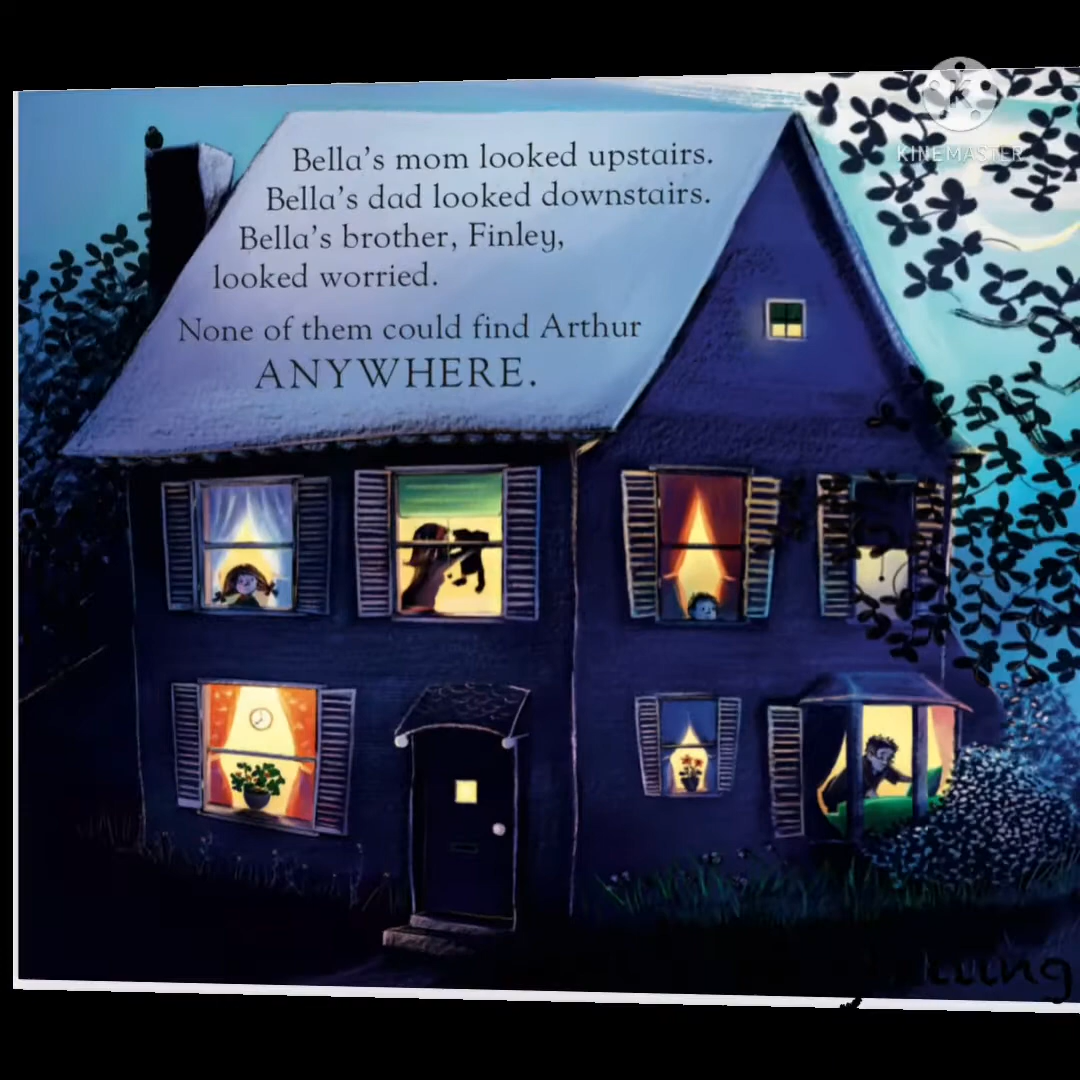 KINEMASTER
Bella's mom looked upstairs.
Bella's dad looked downstairs.
Bella's brother, Finley,
looked worried.
None of them could find Arthur
ANYWHERE.